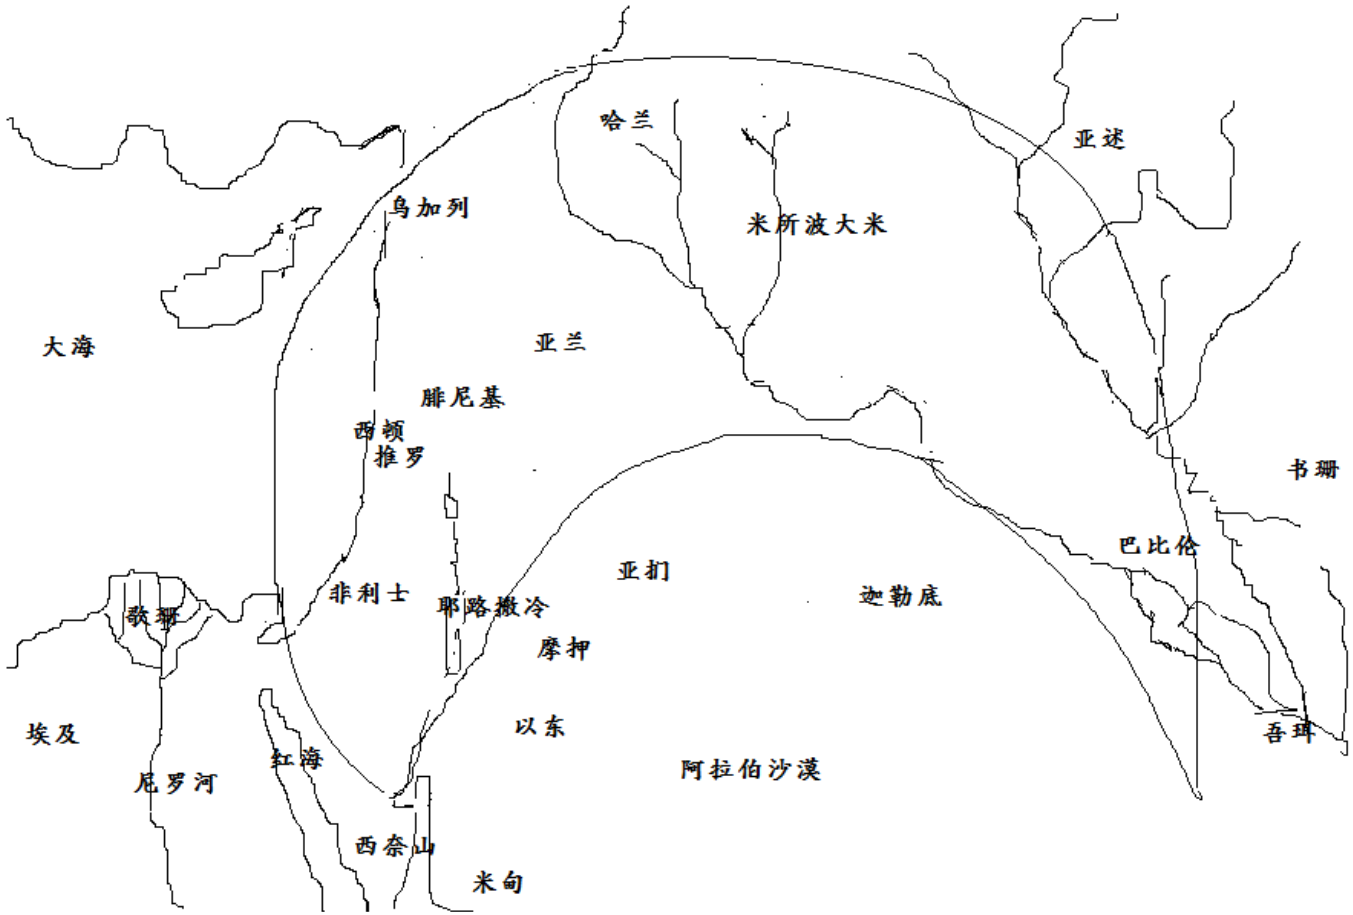 哈兰
亚述
乌加列
米所波大米
大海
亚兰
腓尼基
西顿
推罗
书珊
巴比伦
亚扪
非利士
耶路撒冷
迦勒底
歌珊
摩押
以东
埃及
吾珥
红海
阿拉伯沙漠
尼罗河
西奈山
米甸